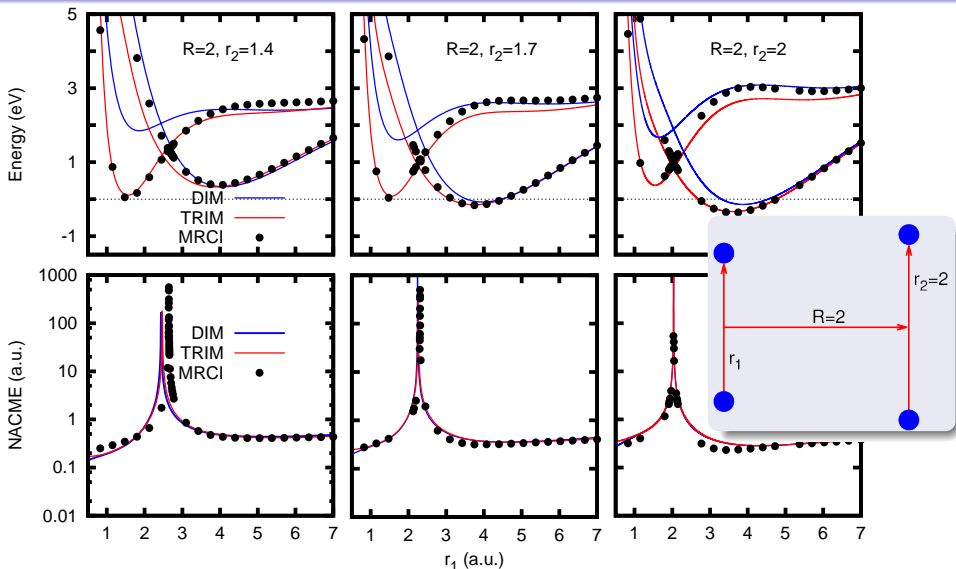 Energy (eV)
5
3
1
-1
R=2, r2=1.4
R=2, r2=1.7
R=2, r2=2
DIM
TRIM
MRCI
NACME (a.u.)
1000
100
10
1
0.1
0.01
DIM
TRIM
MRCI
r1
R=2
r2=2
1 2 3 4 5 6 7
1 2 3 4 5 6 7
1 2 3 4 5 6 7
r1 (a.u.)